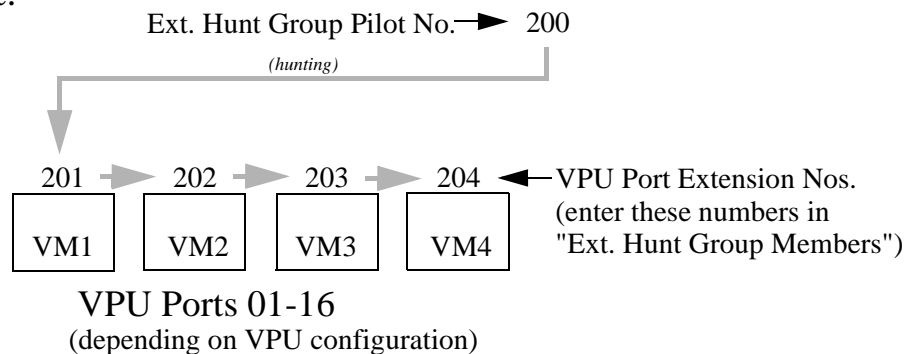 Ext. Hunt Group Pilot No. 200
(hunting)
201 202 203 204 VPU Port Extension Nos.
(enter these numbers in
VM1 VM2 VM3 VM4 "Ext. Hunt Group Members")
VPU Ports 01-16
(depending on VPU configuration)